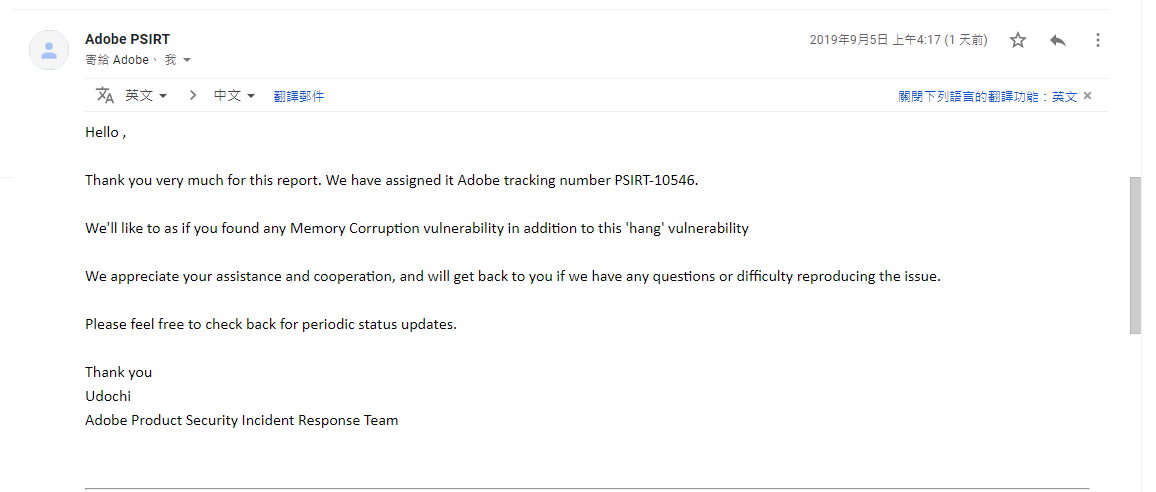 Adobe PSIRT
2019年9月5日 上午4:17 (1 天前)
寄給 Adobe、 我
英文 > 中文 翻譯郵件
關閉下列語言的翻譯功能：英文 ×
Hello ,
Thank you very much for this report. We have assigned it Adobe tracking number PSIRT-10546.
We'll like to as if you found any Memory Corruption vulnerability in addition to this 'hang' vulnerability
We appreciate your assistance and cooperation, and will get back to you if we have any questions or difficulty reproducing the issue.
Please feel free to check back for periodic status updates.
Thank you
Udochi
Adobe Product Security Incident Response Team